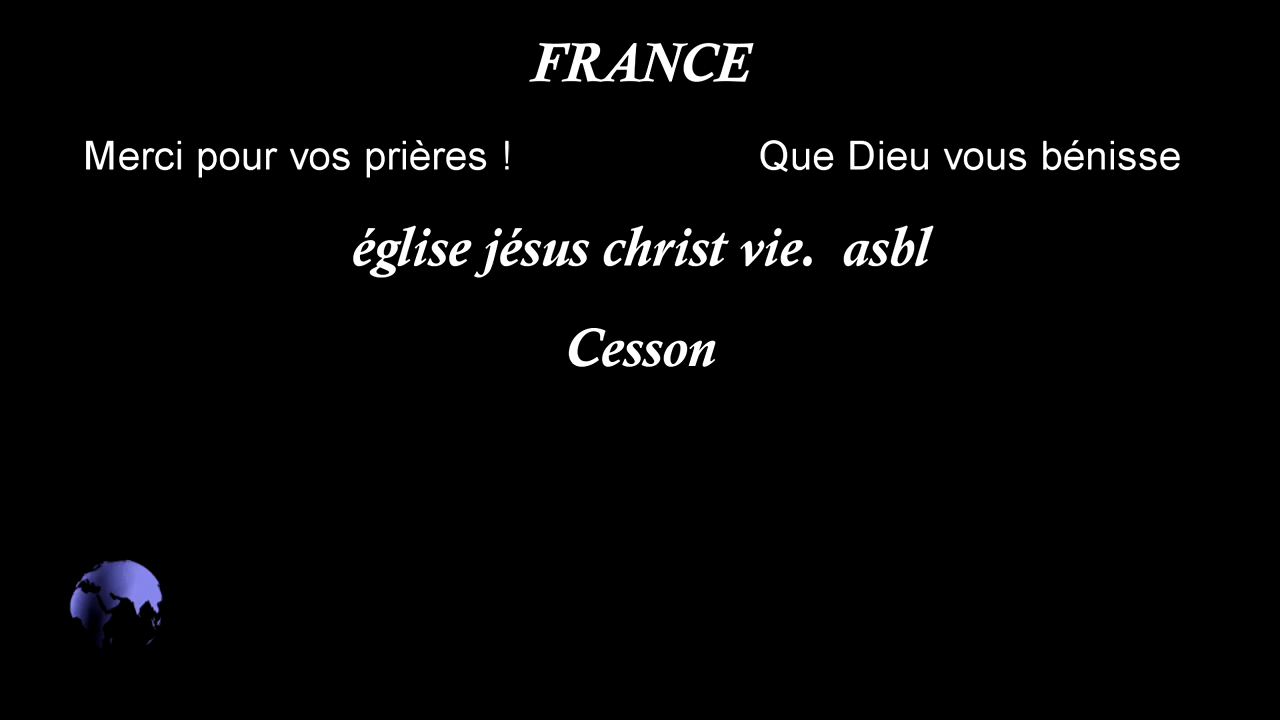 FRANCE
Merci pour vos prières ! Que Dieu vous bénisse
église jésus christ vie. asbl
Cesson